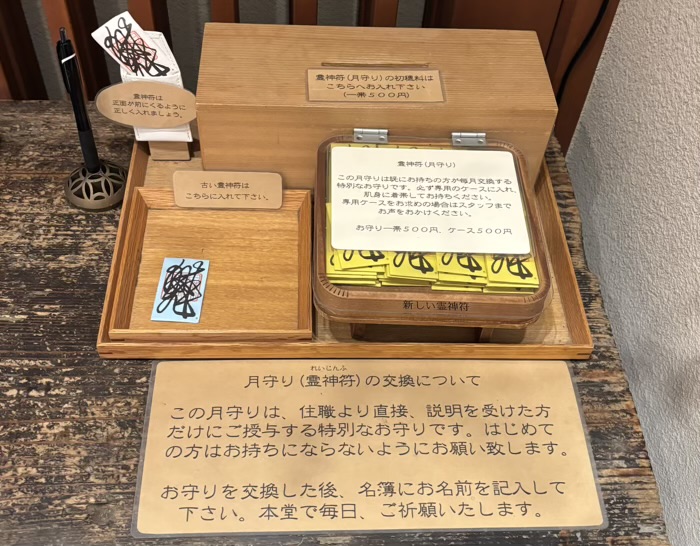 霊神符は
正面が前にくるように
正しく入れましょう。
霊神符(月守り)の初穂料は
こちらへお入れ下さい
(一帯500円)
古い霊神符は
こちらに入れて下さい。
霊神符(月守り)
この月守りは既にお持ちの方が毎月交換する
特別なお守りです。必ず専用のケースに入れ、
肌身に着帯してお持ちください。
専用ケースをお求めの場合はスタッフまで
お声をおかけください。
お守り一帯500円、ケース500円
新しい霊神符
れいじんふ
月守り(霊神符)の交換について
この月守りは、住職より直接、説明を受けた方
だけにご授与する特別なお守りです。はじめて
の方はお持ちにならないようにお願い致します。
お守りを交換した後、名簿にお名前を記入して
下さい。本堂で毎日、ご祈願いたします。